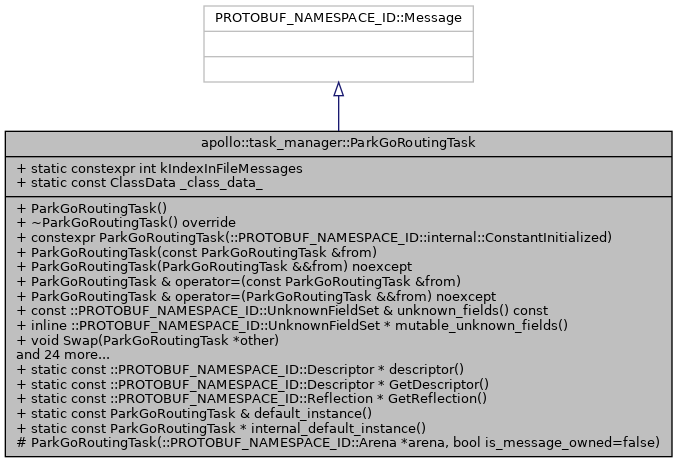 PROTOBUF_NAMESPACE_ID::Message
apollo::task_manager::ParkGoRoutingTask
+ static constexpr int kIndexInFileMessages
+ static const ClassData _class_data_
+ ParkGoRoutingTask()
+ ~ParkGoRoutingTask() override
+ constexpr ParkGoRoutingTask(::PROTOBUF_NAMESPACE_ID::internal::ConstantInitialized)
+ ParkGoRoutingTask(const ParkGoRoutingTask &from)
+ ParkGoRoutingTask(ParkGoRoutingTask &&from) noexcept
+ ParkGoRoutingTask & operator=(const ParkGoRoutingTask &from)
+ ParkGoRoutingTask & operator=(ParkGoRoutingTask &&from) noexcept
+ const ::PROTOBUF_NAMESPACE_ID::UnknownFieldSet & unknown_fields() const
+ inline ::PROTOBUF_NAMESPACE_ID::UnknownFieldSet * mutable_unknown_fields()
+ void Swap(ParkGoRoutingTask *other)
and 24 more...
+ static const ::PROTOBUF_NAMESPACE_ID::Descriptor * descriptor()
+ static const ::PROTOBUF_NAMESPACE_ID::Descriptor * GetDescriptor()
+ static const ::PROTOBUF_NAMESPACE_ID::Reflection * GetReflection()
+ static const ParkGoRoutingTask & default_instance()
+ static const ParkGoRoutingTask * internal_default_instance()
# ParkGoRoutingTask(::PROTOBUF_NAMESPACE_ID::Arena *arena, bool is_message_owned=false)